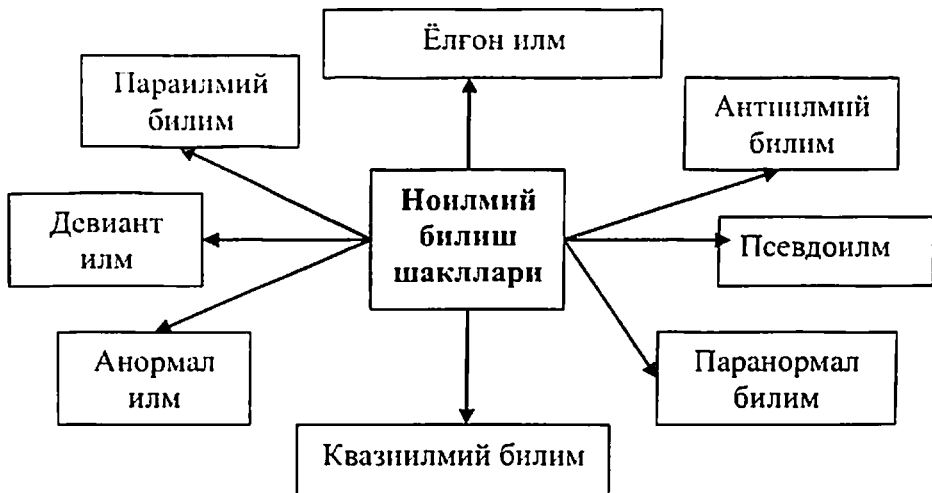 Ёлғон илм
Параилмий
билим
Антиилмий
билим
Ноилмий
билиш
шакллари
Девиант
илм
Псевдоилм
Анормал
илм
Паранормал
билим
Квазиилмий билим